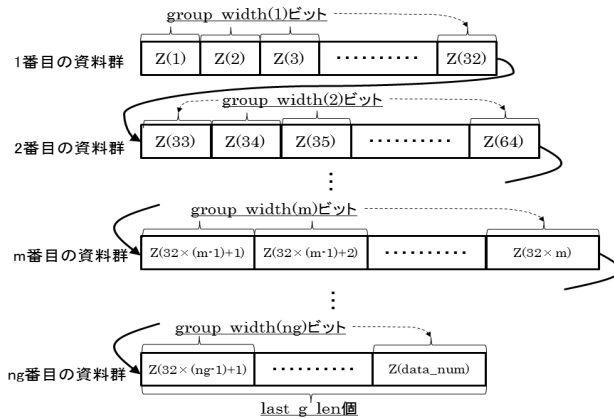 group_width(1)ビット
1番目の資料群 Z(1) Z(2) Z(3) ·········· Z(32)
group_width(2)ビット
2番目の資料群 Z(33) Z(34) Z(35) ·········· Z(64)
⋮
group_width(m)ビット
m番目の資料群 Z(32×(m-1)+1) Z(32×(m-1)+2) ·········· Z(32×m)
⋮
group_width(ng)ビット
ng番目の資料群 Z(32×(ng-1)+1) ·········· Z(data_num)
last_g_len個